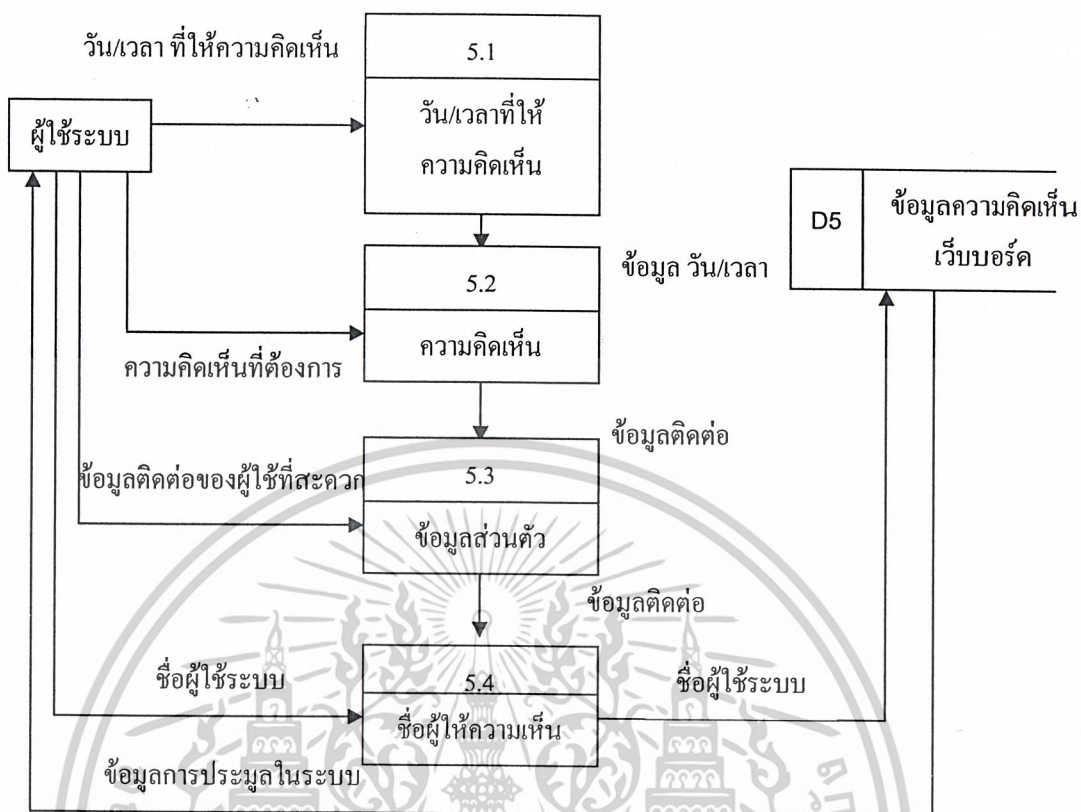 วัน/เวลา ที่ให้ความคิดเห็น
5.1
วัน/เวลาที่ให้
ความคิดเห็น
ผู้ใช้ระบบ
D5
ข้อมูลความคิดเห็น
เว็บบอร์ด
5.2
ความคิดเห็น
ข้อมูล วัน/เวลา
ความคิดเห็นที่ต้องการ
ข้อมูลติดต่อ
5.3
ข้อมูลส่วนตัว
ข้อมูลติดต่อของผู้ใช้ที่สะดวก
ข้อมูลติดต่อ
5.4
ชื่อผู้ให้ความเห็น
ชื่อผู้ใช้ระบบ
ชื่อผู้ใช้ระบบ
ข้อมูลการประมูลในระบบ